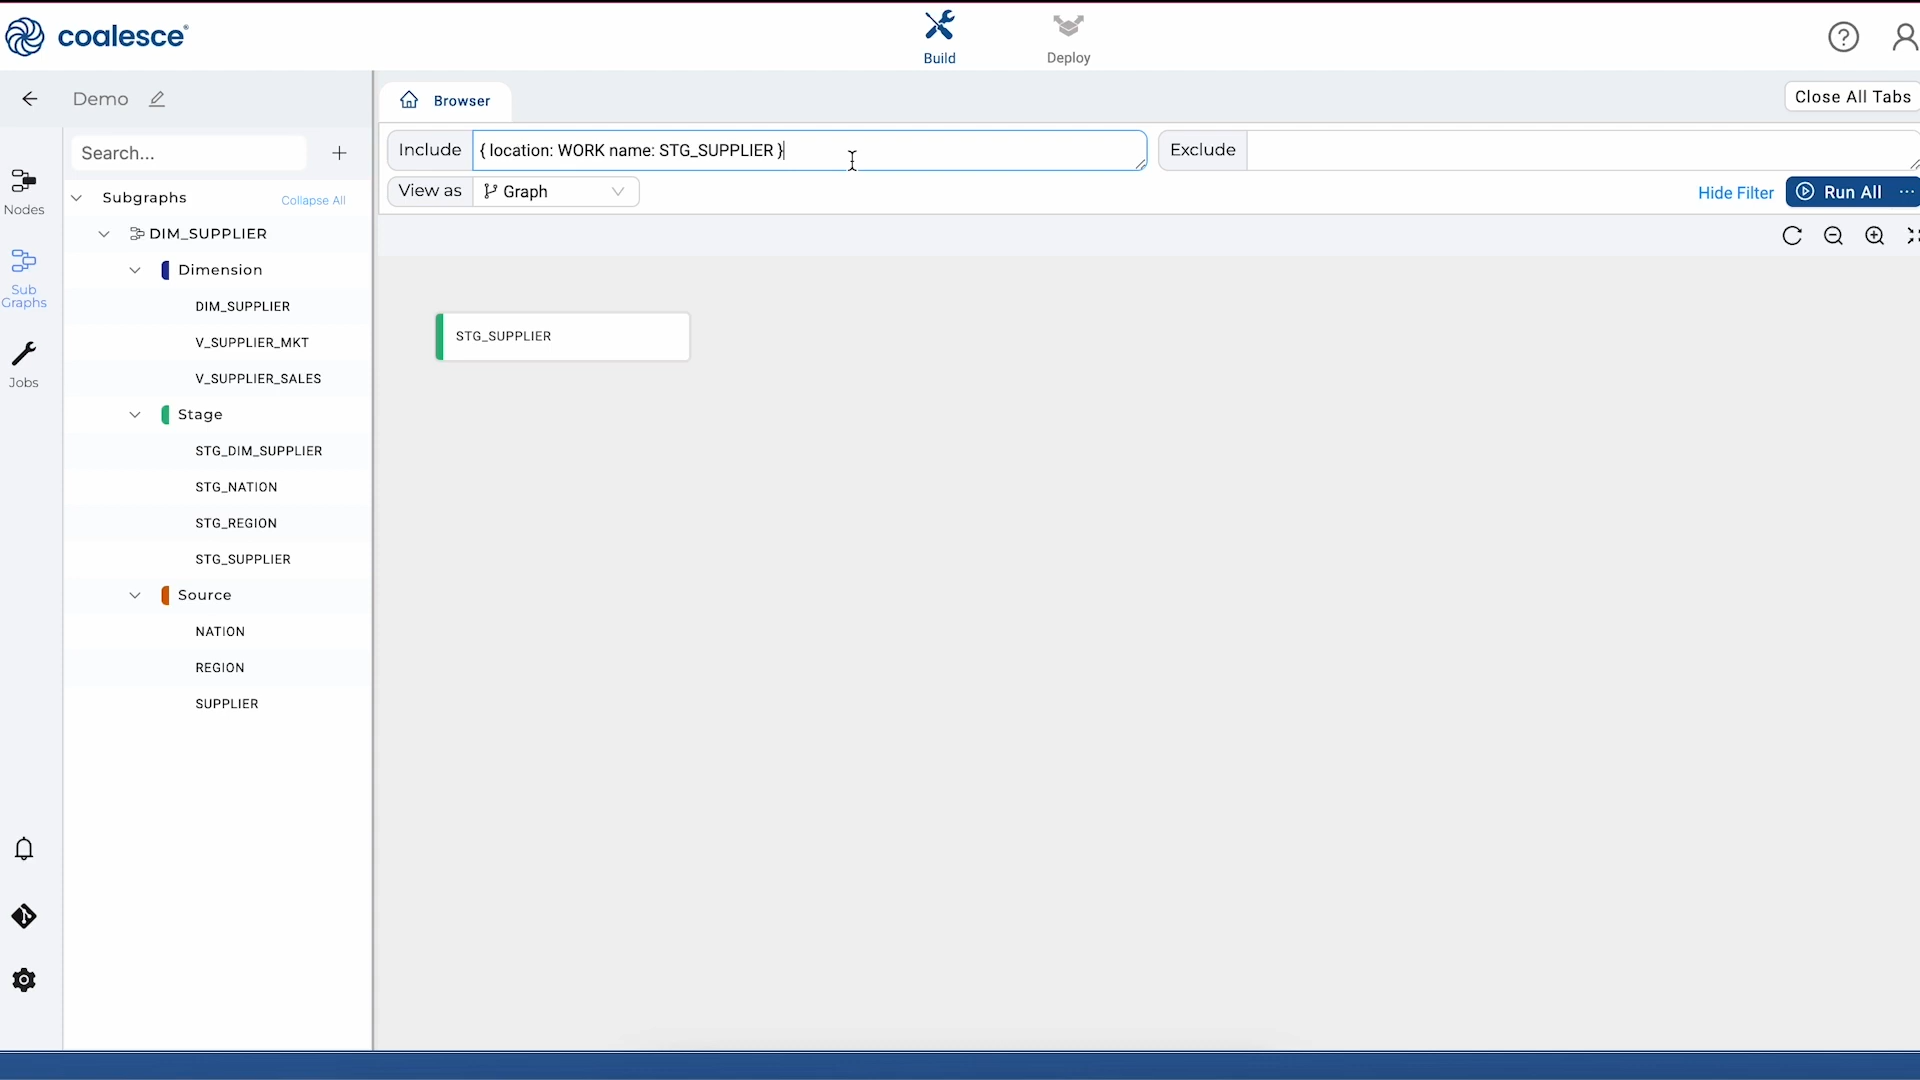 coalesce®
Build
Deploy
Demo
Browser
Close All Tabs
Search...
Include
{ location: WORK name: STG_SUPPLIER }
Exclude
View as
Graph
Hide Filter
Run All
Nodes
Sub
Graphs
Jobs
Subgraphs
Collapse All
DIM_SUPPLIER
Dimension
DIM_SUPPLIER
V_SUPPLIER_MKT
V_SUPPLIER_SALES
Stage
STG_DIM_SUPPLIER
STG_NATION
STG_REGION
STG_SUPPLIER
Source
NATION
REGION
SUPPLIER
STG_SUPPLIER